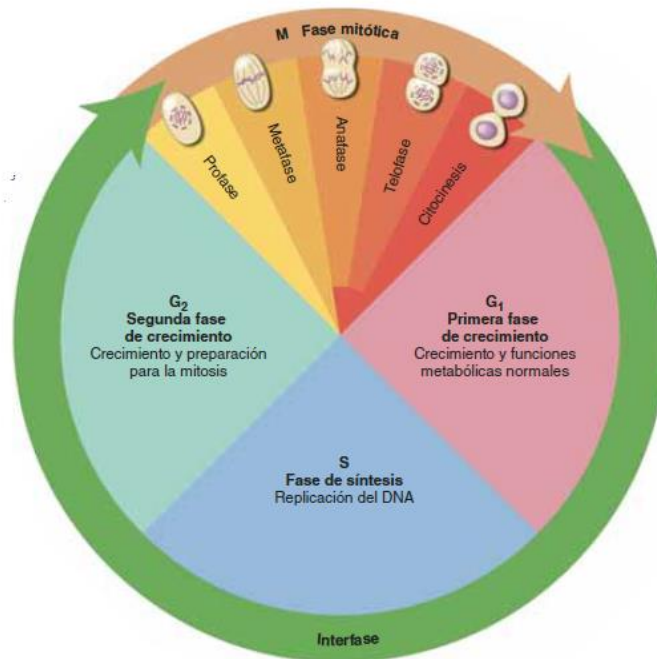 M Fase mitótica
Profase
Metafase
Anafase
Telofase
Citocinesis
G₂
Segunda fase
de crecimiento
Crecimiento y preparación
para la mitosis
G₁
Primera fase
de crecimiento
Crecimiento y funciones
metabólicas normales
S
Fase de síntesis
Replicación del DNA
Interfase